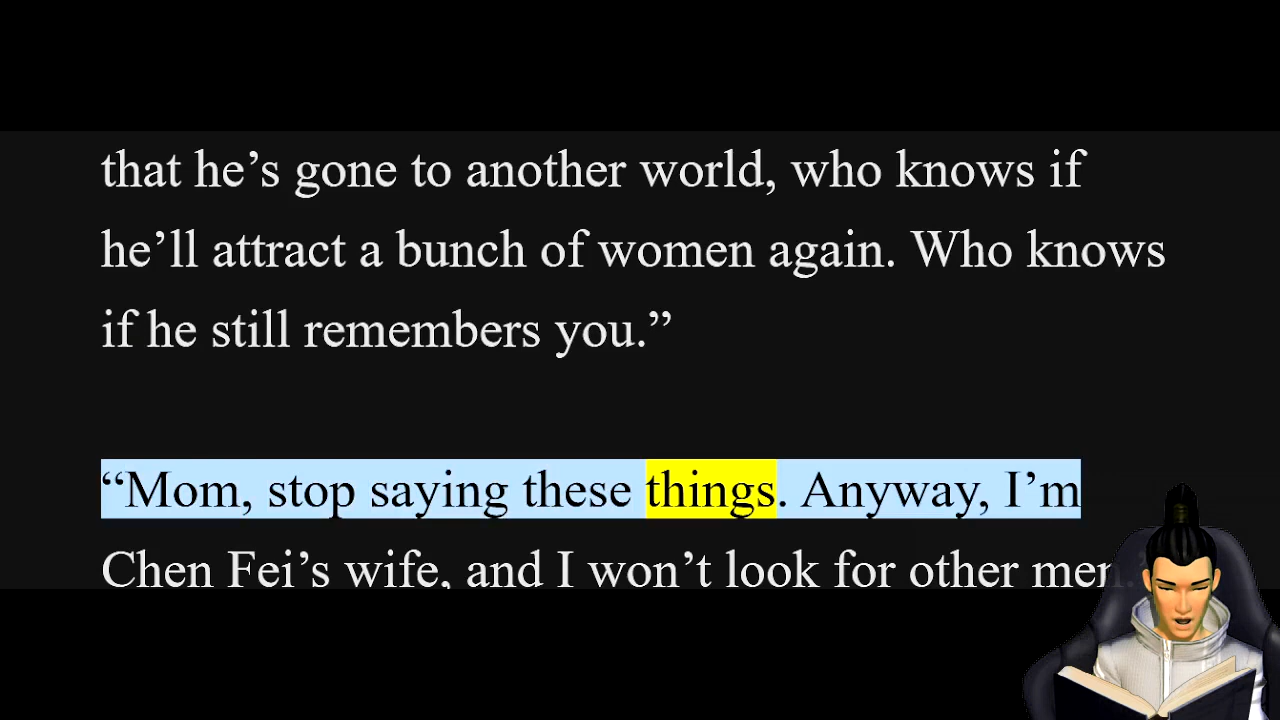 that he’s gone to another world, who knows if
he’ll attract a bunch of women again. Who knows
if he still remembers you.”
“Mom, stop saying these things. Anyway, I’m
Chen Fei’s wife, and I won’t look for other men.